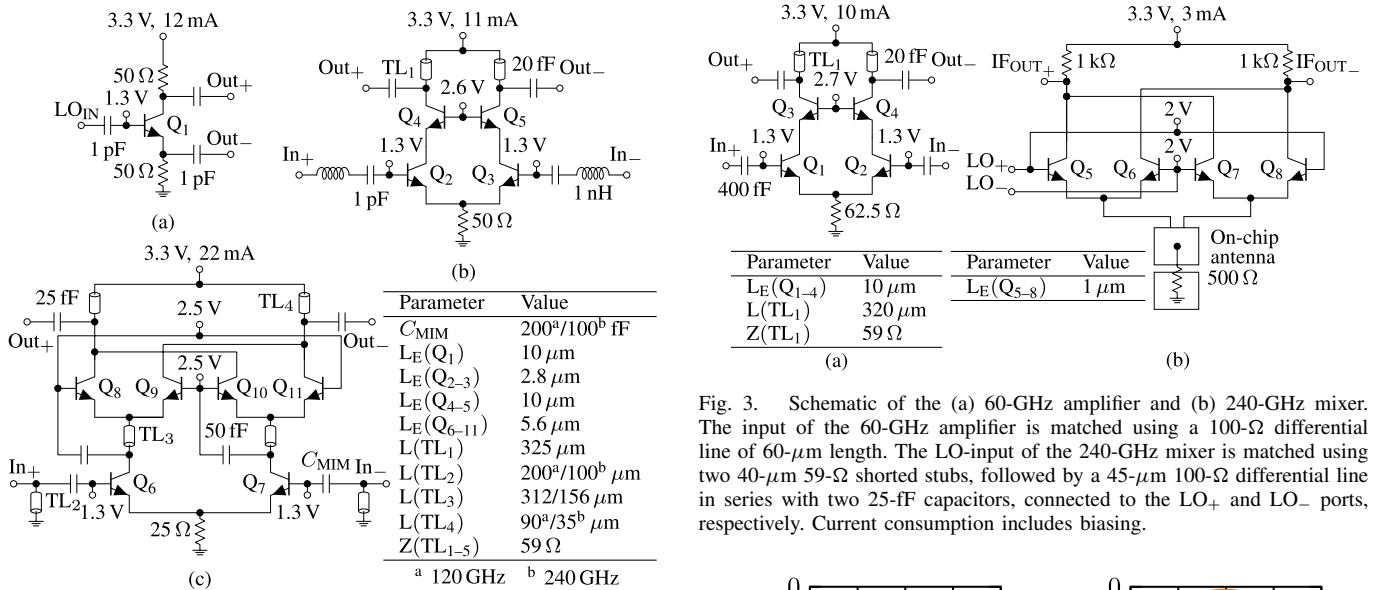 3.3 V, 12 mA
50 Ω
Out+
1.3 V
LO_IN
Q1
1 pF
Out−
50 Ω
1 pF
(a)
3.3 V, 11 mA
Out+
TL1
20 fF
Out−
2.6 V
Q4
Q5
1.3 V
1.3 V
In+
In−
Q2
Q3
1 pF
1 nH
50 Ω
(b)
3.3 V, 22 mA
25 fF
TL4
2.5 V
Out+
Out−
2.5 V
Q8
Q9
Q10
Q11
TL3
50 fF
In+
Q6
Q7
C_MIM
In−
TL2
1.3 V
1.3 V
25 Ω
(c)
Parameter Value
C_MIM 200ᵃ/100ᵇ fF
L_E(Q1) 10 μm
L_E(Q2–3) 2.8 μm
L_E(Q4–5) 10 μm
L_E(Q6–11) 5.6 μm
L(TL1) 325 μm
L(TL2) 200ᵃ/100ᵇ μm
L(TL3) 312/156 μm
L(TL4) 90ᵃ/35ᵇ μm
Z(TL1–5) 59 Ω
ᵃ 120 GHz ᵇ 240 GHz
3.3 V, 10 mA
Out+
TL1
20 fF
Out−
2.7 V
Q3
Q4
1.3 V
1.3 V
In+
In−
Q1
Q2
400 fF
62.5 Ω
Parameter Value
L_E(Q1–4) 10 μm
L(TL1) 320 μm
Z(TL1) 59 Ω
(a)
3.3 V, 3 mA
IF_OUT+
1 kΩ
1 kΩ
IF_OUT−
2 V
2 V
LO+
Q5
Q6
Q7
Q8
LO−
On-chip
antenna
500 Ω
Parameter Value
L_E(Q5–8) 1 μm
(b)
Fig. 3. Schematic of the (a) 60-GHz amplifier and (b) 240-GHz mixer.
The input of the 60-GHz amplifier is matched using a 100-Ω differential
line of 60-μm length. The LO-input of the 240-GHz mixer is matched using
two 40-μm 59-Ω shorted stubs, followed by a 45-μm 100-Ω differential line
in series with two 25-fF capacitors, connected to the LO+ and LO− ports,
respectively. Current consumption includes biasing.
0
0